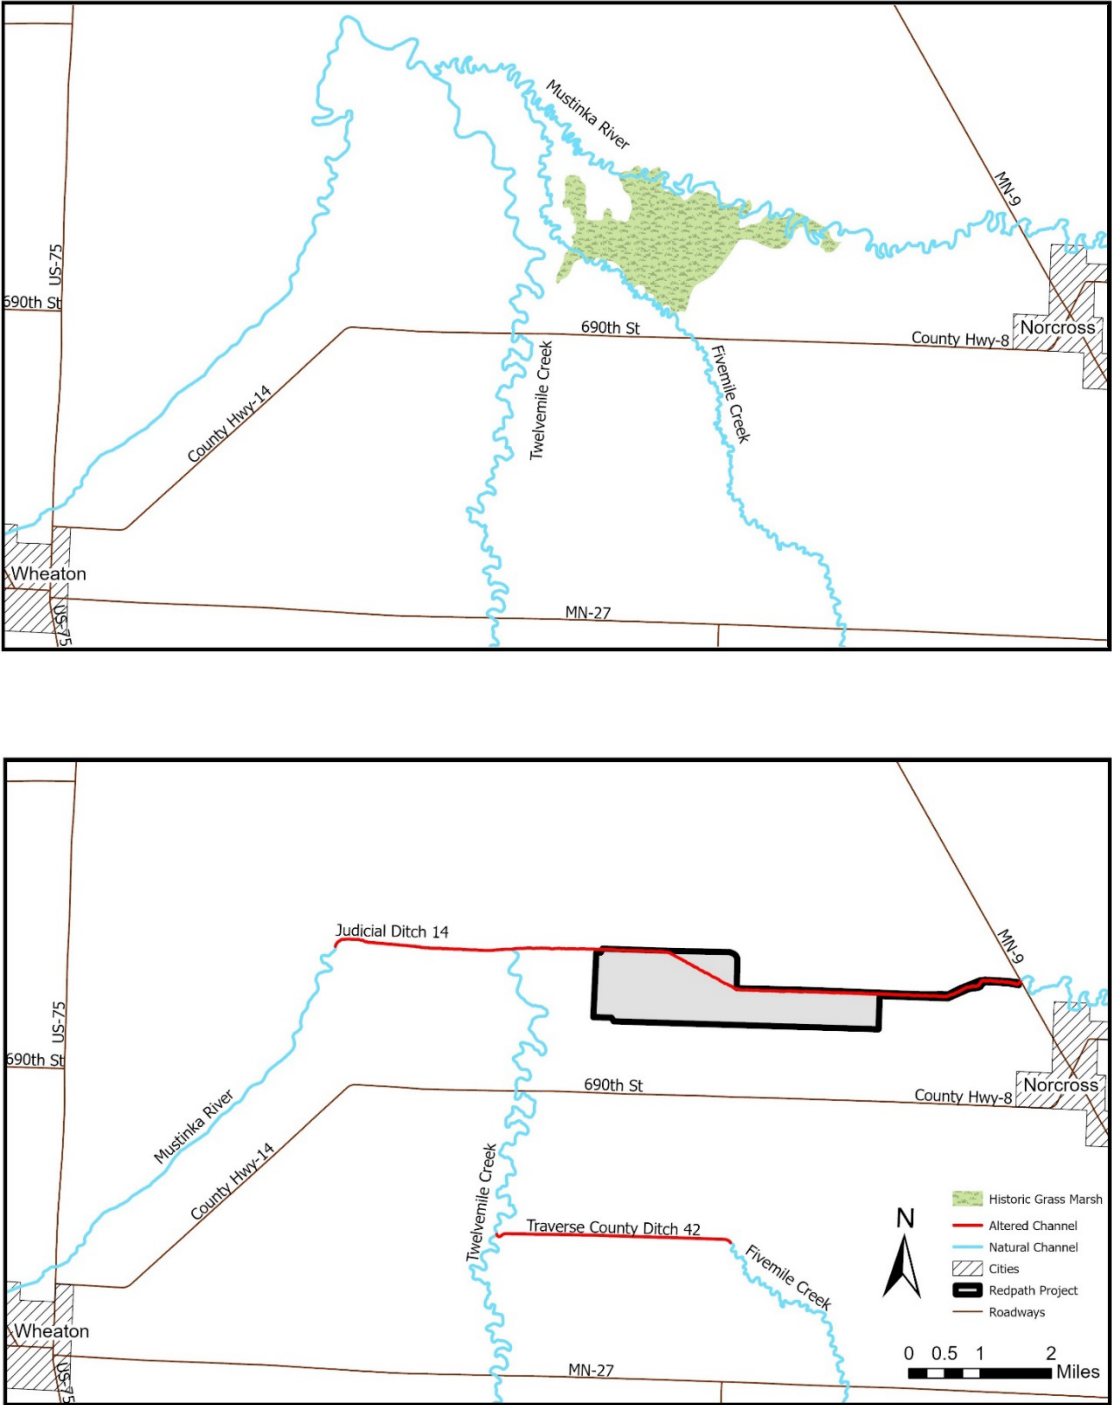 Mustinka River
MN-9
US-75
690th St
690th St
Norcross
County Hwy-8
Twelvemile Creek
Fivemile Creek
County Hwy-14
Wheaton
MN-27
US-75
Judicial Ditch 14
MN-9
US-75
690th St
690th St
Norcross
County Hwy-8
Mustinka River
County Hwy-14
Twelvemile Creek
Traverse County Ditch 42
Fivemile Creek
Wheaton
MN-27
US-75
N
Historic Grass Marsh
Altered Channel
Natural Channel
Cities
Redpath Project
Roadways
0 0.5 1 2
Miles